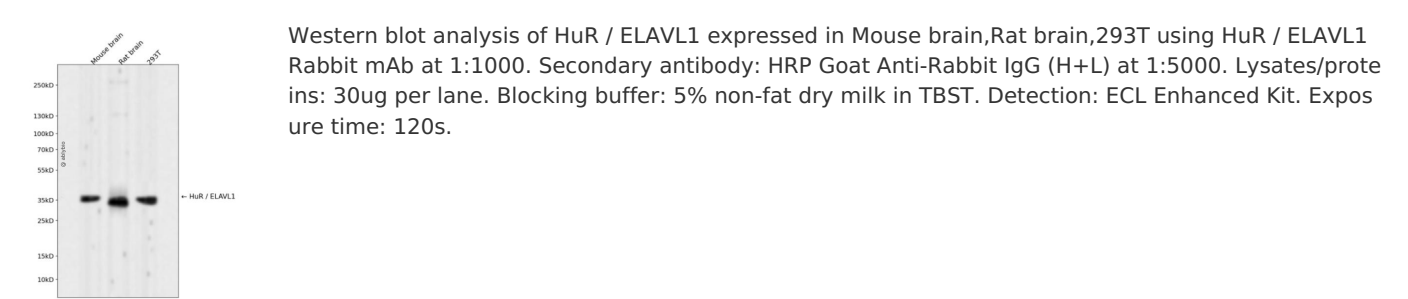 Mouse brain
Rat brain
293T
250kD
130kD
100kD
70kD
55kD
35kD
25kD
15kD
10kD
@ abiybio
← HuR / ELAVL1
Western blot analysis of HuR / ELAVL1 expressed in Mouse brain,Rat brain,293T using HuR / ELAVL1
Rabbit mAb at 1:1000. Secondary antibody: HRP Goat Anti-Rabbit IgG (H+L) at 1:5000. Lysates/prote
ins: 30ug per lane. Blocking buffer: 5% non-fat dry milk in TBST. Detection: ECL Enhanced Kit. Expos
ure time: 120s.